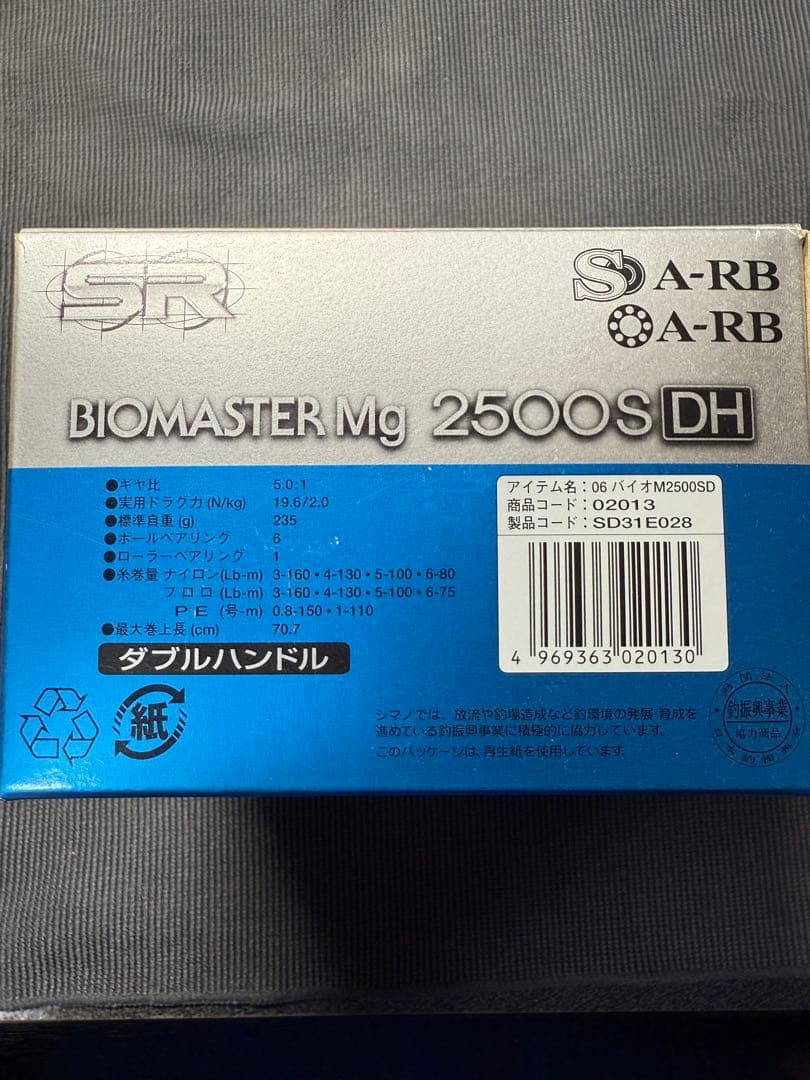 SR
S A-RB
A-RB
BIOMASTER Mg 2500S DH
●ギヤ比 5.0:1
●実用ドラグ力 (N/kg) 19.6/2.0
●標準自重 (g) 235
●ボールベアリング 6
●ローラーベアリング 1
●糸巻量 ナイロン(Lb-m) 3-160・4-130・5-100・6-80
フロロ (Lb-m) 3-160・4-130・5-100・6-75
PE (号-m) 0.8-150・1-110
●最大巻上長 (cm) 70.7
ダブルハンドル
アイテム名：06 バイオM2500SD
商品コード：02013
製品コード：SD31E028
4 969363 020130
紙
シマノでは、放流や釣場造成など釣環境の発展・育成を
進めている釣振興事業に積極的に協力しています。
このパッケージは、再生紙を使用しています。
財団法人
釣振興事業
協力商品